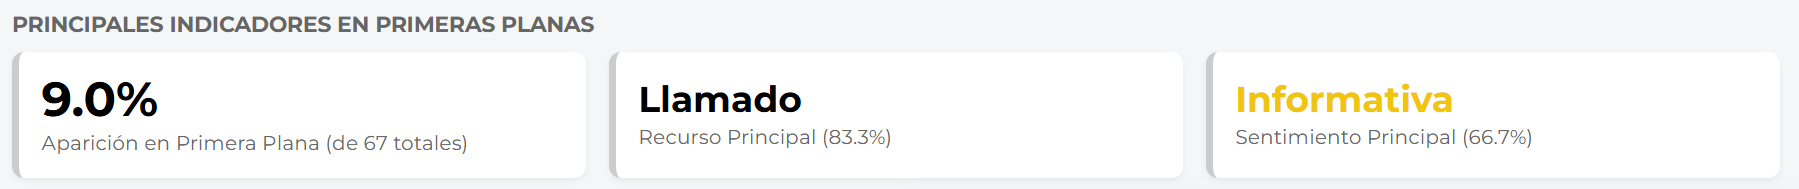 PRINCIPALES INDICADORES EN PRIMERAS PLANAS
9.0%
Aparición en Primera Plana (de 67 totales)
Llamado
Recurso Principal (83.3%)
Informativa
Sentimiento Principal (66.7%)